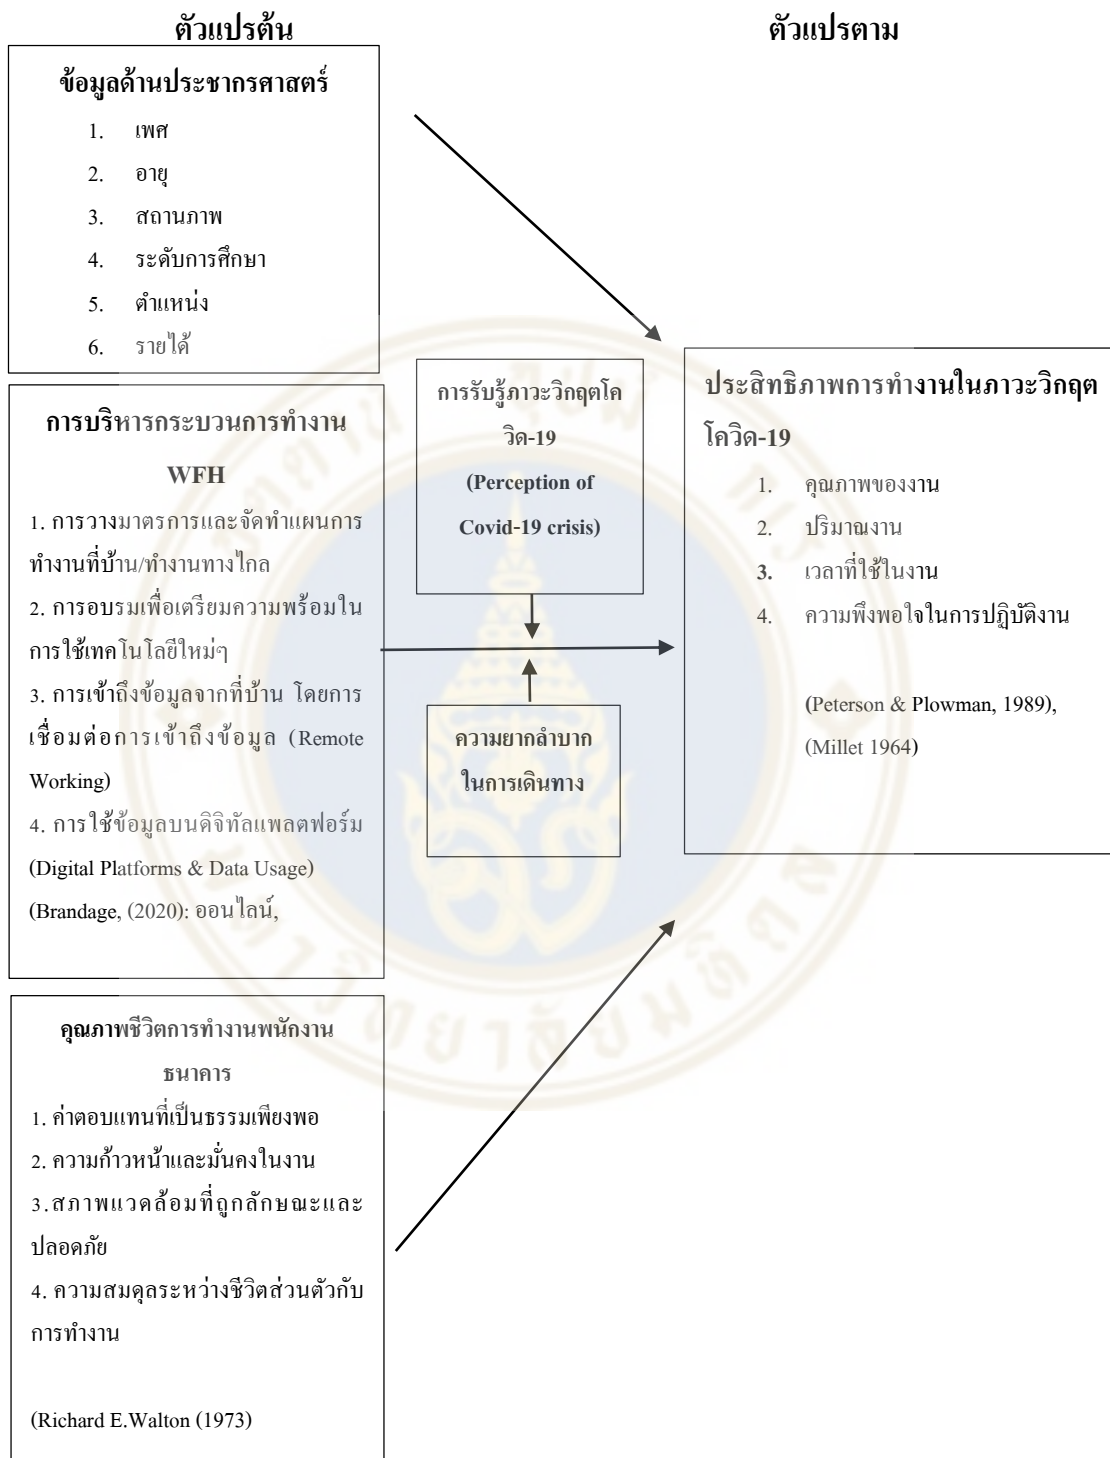 ตัวแปรต้น
ตัวแปรตาม
ข้อมูลด้านประชากรศาสตร์
1. เพศ
2. อายุ
3. สถานภาพ
4. ระดับการศึกษา
5. ตำแหน่ง
6. รายได้
การบริหารกระบวนการทำงาน
WFH
1. การวางมาตรการและจัดทำแผนการ
ทำงานที่บ้าน/ทำงานทางไกล
2. การอบรมเพื่อเตรียมความพร้อมใน
การใช้เทคโนโลยีใหม่ๆ
3. การเข้าถึงข้อมูลจากที่บ้าน โดยการ
เชื่อมต่อการเข้าถึงข้อมูล (Remote
Working)
4. การใช้ข้อมูลบนดิจิทัลแพลตฟอร์ม
(Digital Platforms & Data Usage)
(Brandage, (2020): ออนไลน์,
คุณภาพชีวิตการทำงานพนักงาน
ธนาคาร
1. ค่าตอบแทนที่เป็นธรรมเพียงพอ
2. ความก้าวหน้าและมั่นคงในงาน
3.สภาพแวดล้อมที่ถูกลักษณะและ
ปลอดภัย
4. ความสมดุลระหว่างชีวิตส่วนตัวกับ
การทำงาน
(Richard E.Walton (1973)
การรับรู้ภาวะวิกฤตโค
วิด-19
(Perception of
Covid-19 crisis)
ความยากลำบาก
ในการเดินทาง
ประสิทธิภาพการทำงานในภาวะวิกฤต
โควิด-19
1. คุณภาพของงาน
2. ปริมาณงาน
3. เวลาที่ใช้ในงาน
4. ความพึงพอใจในการปฏิบัติงาน
(Peterson & Plowman, 1989),
(Millet 1964)
มหาวิทยาลัยมหิดล